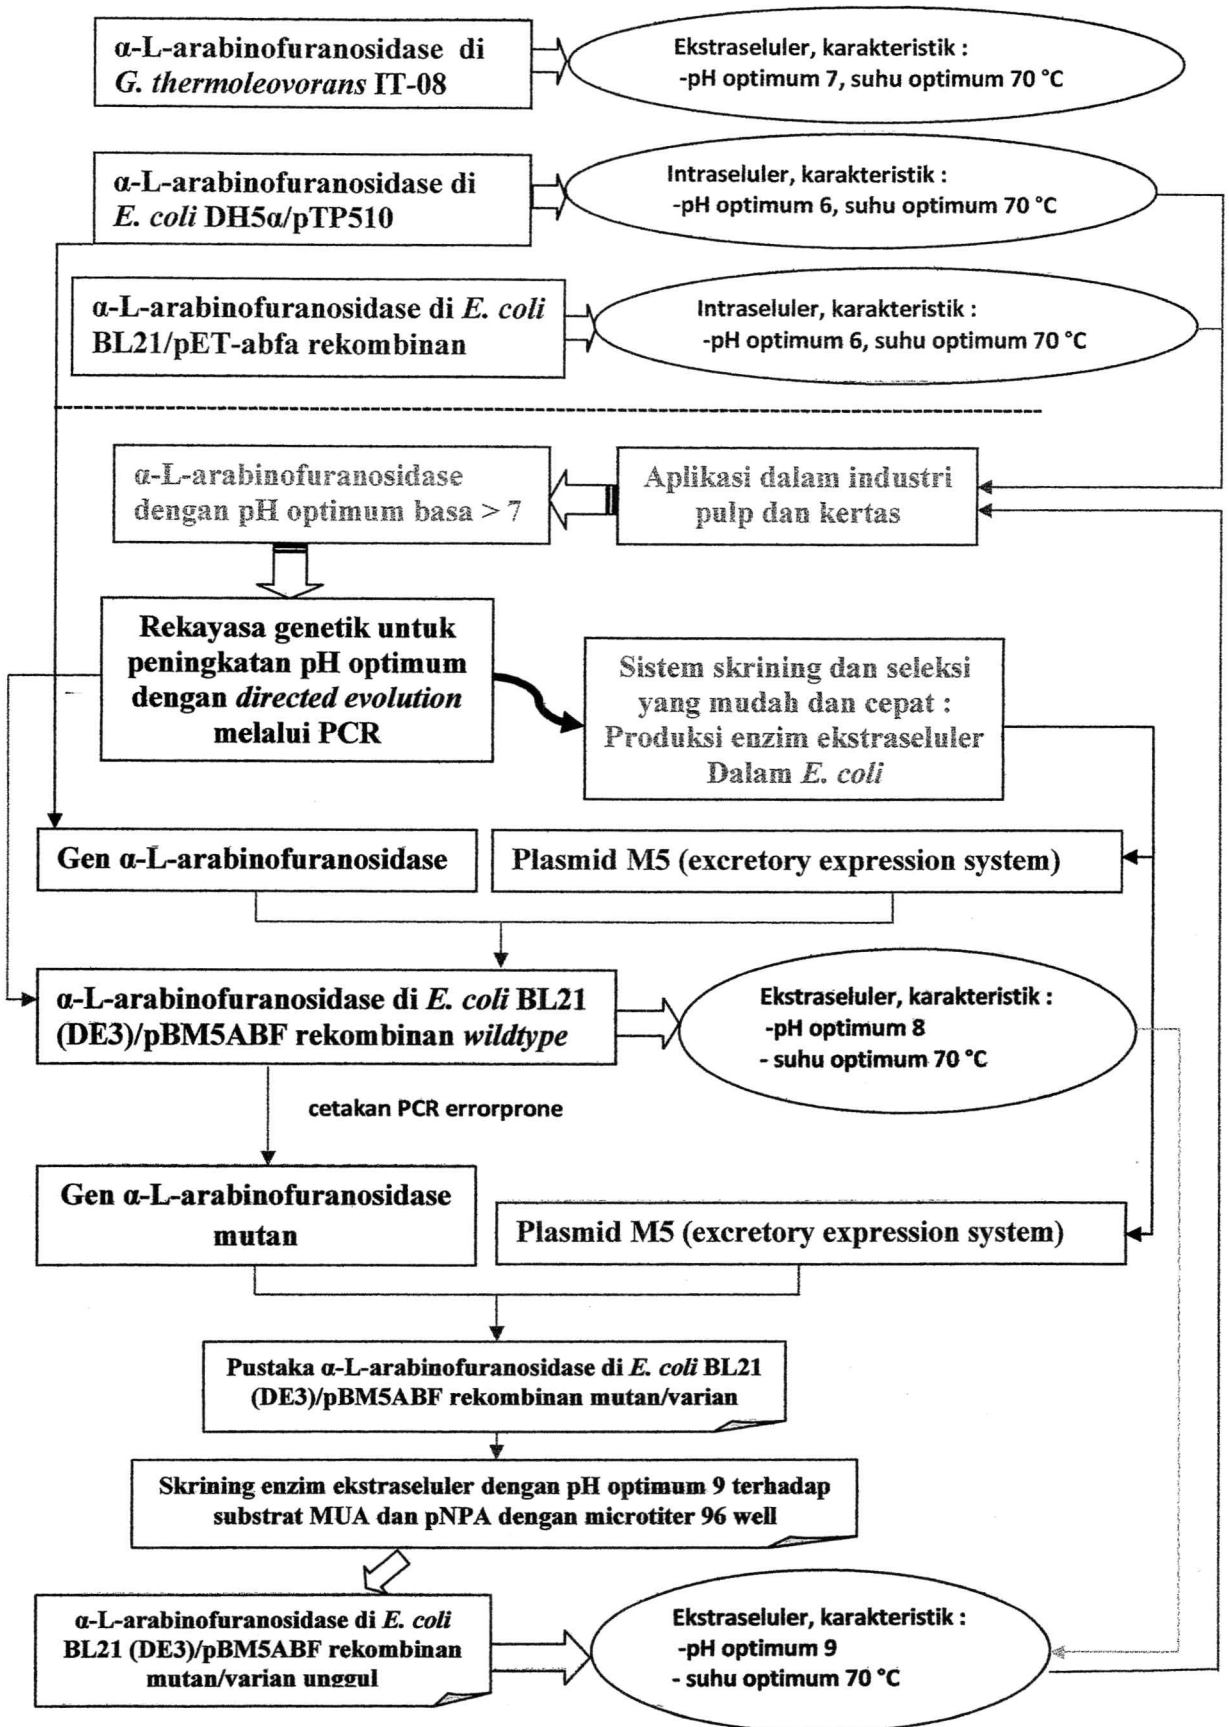 α-L-arabinofuranosidase di
G. thermoleovorans IT-08
Ekstraseluler, karakteristik :
-pH optimum 7, suhu optimum 70 °C
α-L-arabinofuranosidase di
E. coli DH5α/pTP510
Intraseluler, karakteristik :
-pH optimum 6, suhu optimum 70 °C
α-L-arabinofuranosidase di E. coli
BL21/pET-abfa rekombinan
Intraseluler, karakteristik :
-pH optimum 6, suhu optimum 70 °C
α-L-arabinofuranosidase
dengan pH optimum basa > 7
Aplikasi dalam industri
pulp dan kertas
Rekayasa genetik untuk
peningkatan pH optimum
dengan directed evolution
melalui PCR
Sistem skrining dan seleksi
yang mudah dan cepat :
Produksi enzim ekstraseluler
Dalam E. coli
Gen α-L-arabinofuranosidase
Plasmid M5 (excretory expression system)
α-L-arabinofuranosidase di E. coli BL21
(DE3)/pBM5ABF rekombinan wildtype
Ekstraseluler, karakteristik :
-pH optimum 8
- suhu optimum 70 °C
cetakan PCR errorprone
Gen α-L-arabinofuranosidase
mutan
Plasmid M5 (excretory expression system)
Pustaka α-L-arabinofuranosidase di E. coli BL21
(DE3)/pBM5ABF rekombinan mutan/varian
Skrining enzim ekstraseluler dengan pH optimum 9 terhadap
substrat MUA dan pNPA dengan microtiter 96 well
α-L-arabinofuranosidase di E. coli
BL21 (DE3)/pBM5ABF rekombinan
mutan/varian unggul
Ekstraseluler, karakteristik :
-pH optimum 9
- suhu optimum 70 °C